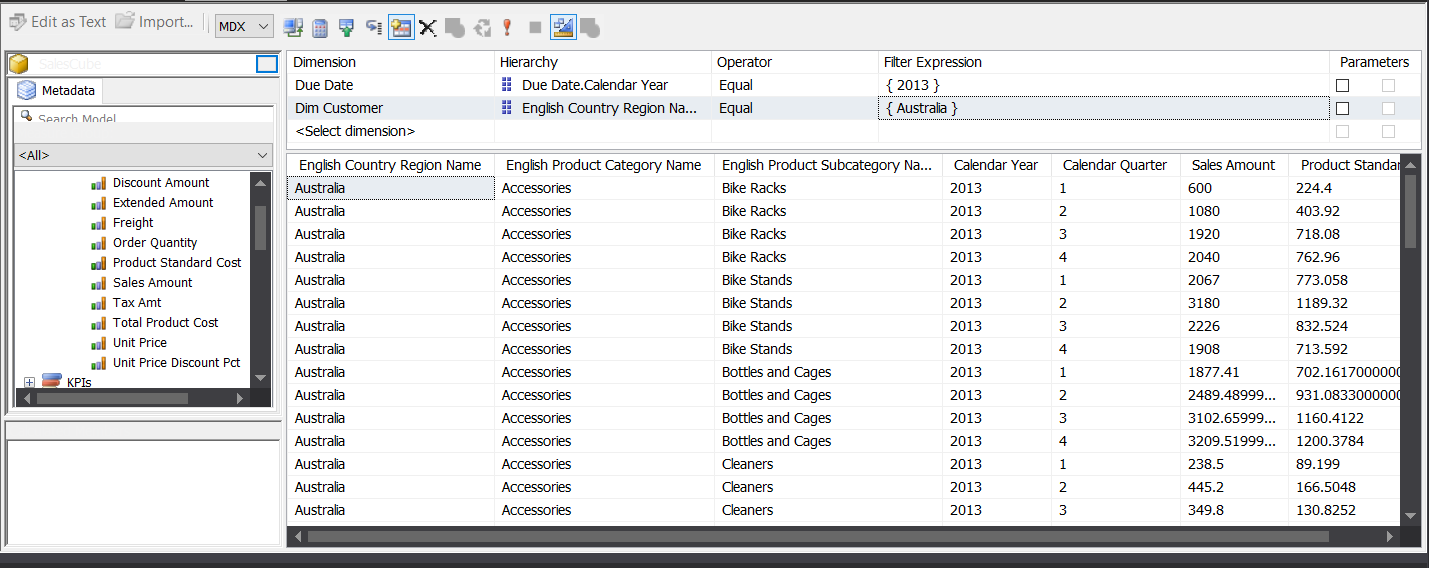 Edit as Text Import... MDX
SalesCube
Metadata
Search Model
<All>
Discount Amount
Extended Amount
Freight
Order Quantity
Product Standard Cost
Sales Amount
Tax Amt
Total Product Cost
Unit Price
Unit Price Discount Pct
KPIs
Dimension Hierarchy Operator Filter Expression Parameters
Due Date Due Date.Calendar Year Equal { 2013 }
Dim Customer English Country Region Na... Equal { Australia }
<Select dimension>
English Country Region Name English Product Category Name English Product Subcategory Na... Calendar Year Calendar Quarter Sales Amount Product Standar
Australia Accessories Bike Racks 2013 1 600 224.4
Australia Accessories Bike Racks 2013 2 1080 403.92
Australia Accessories Bike Racks 2013 3 1920 718.08
Australia Accessories Bike Racks 2013 4 2040 762.96
Australia Accessories Bike Stands 2013 1 2067 773.058
Australia Accessories Bike Stands 2013 2 3180 1189.32
Australia Accessories Bike Stands 2013 3 2226 832.524
Australia Accessories Bike Stands 2013 4 1908 713.592
Australia Accessories Bottles and Cages 2013 1 1877.41 702.1617000000
Australia Accessories Bottles and Cages 2013 2 2489.48999... 931.0833000000
Australia Accessories Bottles and Cages 2013 3 3102.65999... 1160.4122
Australia Accessories Bottles and Cages 2013 4 3209.51999... 1200.3784
Australia Accessories Cleaners 2013 1 238.5 89.199
Australia Accessories Cleaners 2013 2 445.2 166.5048
Australia Accessories Cleaners 2013 3 349.8 130.8252